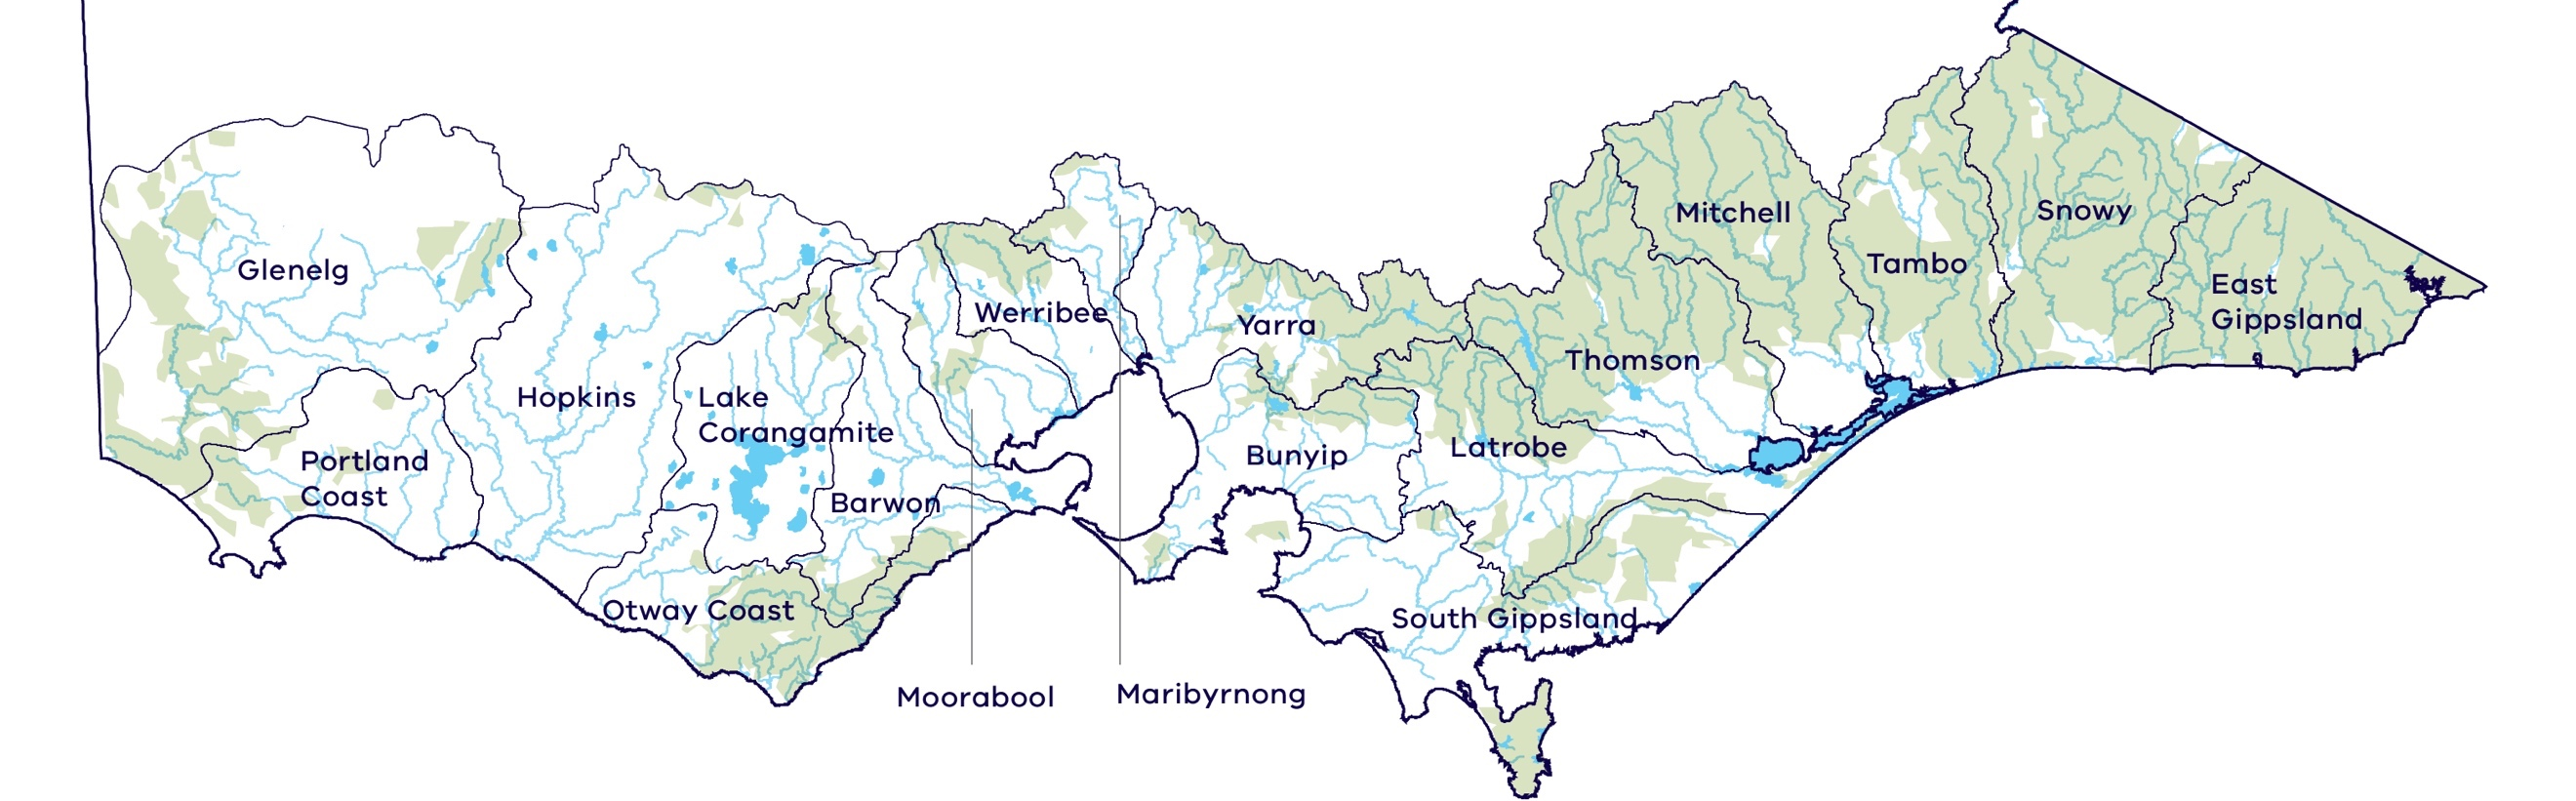 Glenelg
Portland
Coast
Hopkins
Lake
Corangamite
Otway Coast
Barwon
Moorabool
Werribee
Maribyrnong
Yarra
Bunyip
Latrobe
South Gippsland
Thomson
Mitchell
Tambo
Snowy
East
Gippsland